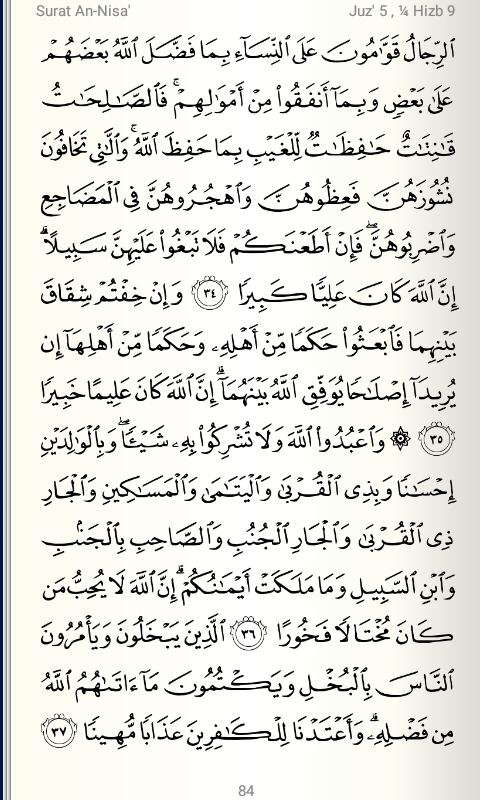 Surat An-Nisa' Juz' 5 , ¼ Hizb 9
ٱلرِّجَالُ قَوَّٰمُونَ عَلَى ٱلنِّسَآءِ بِمَا فَضَّلَ ٱللَّهُ بَعْضَهُمْ
عَلَىٰ بَعْضٍ وَبِمَآ أَنفَقُوا۟ مِنْ أَمْوَٰلِهِمْ ۚ فَٱلصَّٰلِحَٰتُ
قَٰنِتَٰتٌ حَٰفِظَٰتٌ لِّلْغَيْبِ بِمَا حَفِظَ ٱللَّهُ ۚ وَٱلَّٰتِى تَخَافُونَ
نُشُوزَهُنَّ فَعِظُوهُنَّ وَٱهْجُرُوهُنَّ فِى ٱلْمَضَاجِعِ
وَٱضْرِبُوهُنَّ ۖ فَإِنْ أَطَعْنَكُمْ فَلَا تَبْغُوا۟ عَلَيْهِنَّ سَبِيلًا ۗ
إِنَّ ٱللَّهَ كَانَ عَلِيًّا كَبِيرًا ٣٤ وَإِنْ خِفْتُمْ شِقَاقَ
بَيْنِهِمَا فَٱبْعَثُوا۟ حَكَمًا مِّنْ أَهْلِهِۦ وَحَكَمًا مِّنْ أَهْلِهَآ إِن
يُرِيدَآ إِصْلَٰحًا يُوَفِّقِ ٱللَّهُ بَيْنَهُمَآ ۗ إِنَّ ٱللَّهَ كَانَ عَلِيمًا خَبِيرًا
٣٥ ۞ وَٱعْبُدُوا۟ ٱللَّهَ وَلَا تُشْرِكُوا۟ بِهِۦ شَيْـًٔا ۖ وَبِٱلْوَٰلِدَيْنِ
إِحْسَٰنًا وَبِذِى ٱلْقُرْبَىٰ وَٱلْيَتَٰمَىٰ وَٱلْمَسَٰكِينِ وَٱلْجَارِ
ذِى ٱلْقُرْبَىٰ وَٱلْجَارِ ٱلْجُنُبِ وَٱلصَّاحِبِ بِٱلْجَنۢبِ
وَٱبْنِ ٱلسَّبِيلِ وَمَا مَلَكَتْ أَيْمَٰنُكُمْ ۗ إِنَّ ٱللَّهَ لَا يُحِبُّ مَن
كَانَ مُخْتَالًا فَخُورًا ٣٦ ٱلَّذِينَ يَبْخَلُونَ وَيَأْمُرُونَ
ٱلنَّاسَ بِٱلْبُخْلِ وَيَكْتُمُونَ مَآ ءَاتَىٰهُمُ ٱللَّهُ
مِن فَضْلِهِۦ ۗ وَأَعْتَدْنَا لِلْكَٰفِرِينَ عَذَابًا مُّهِينًا ٣٧
84